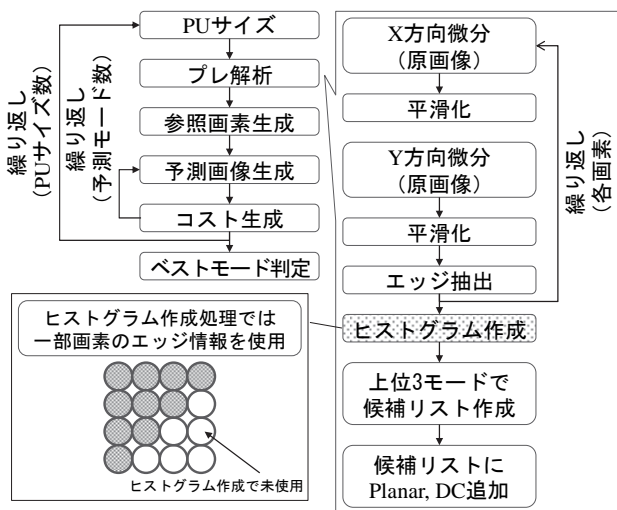 PUサイズ
プレ解析
参照画素生成
予測画像生成
コスト生成
ベストモード判定
繰り返し
(PUサイズ数)
繰り返し
(予測モード数)
X方向微分
(原画像)
平滑化
Y方向微分
(原画像)
平滑化
エッジ抽出
繰り返し
(各画素)
ヒストグラム作成
上位3モードで
候補リスト作成
候補リストに
Planar, DC追加
ヒストグラム作成処理では
一部画素のエッジ情報を使用
ヒストグラム作成で未使用